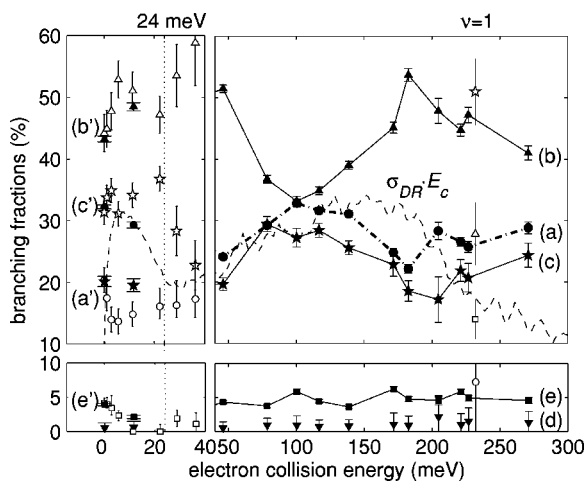 24 meV
ν=1
60
50
40
30
20
10
branching fractions (%)
(b')
(c')
(a')
σDR·Ec
(b)
(a)
(c)
10
5
0
(e')
(e)
(d)
0
20
40
50
100
150
200
250
300
electron collision energy (meV)